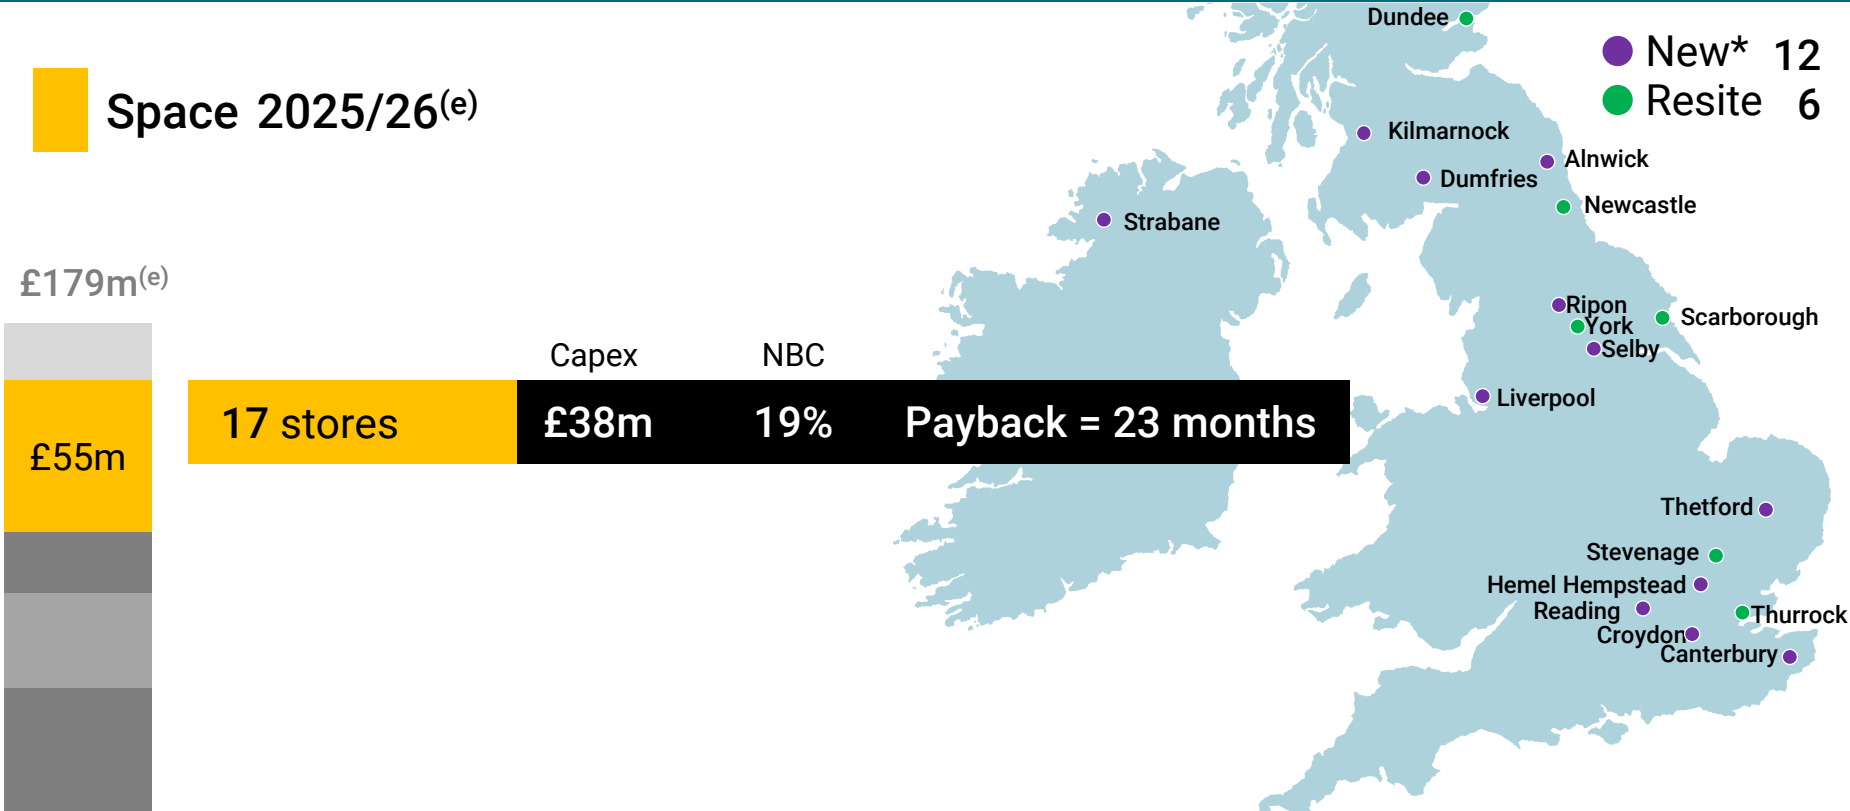 Space 2025/26(e)
New* 12
Resite 6
£179m(e)
£55m
Capex NBC
17 stores £38m 19% Payback = 23 months
Dundee
Kilmarnock
Alnwick
Dumfries
Newcastle
Strabane
Ripon
Scarborough
York
Selby
Liverpool
Thetford
Stevenage
Hemel Hempstead
Reading
Thurrock
Croydon
Canterbury